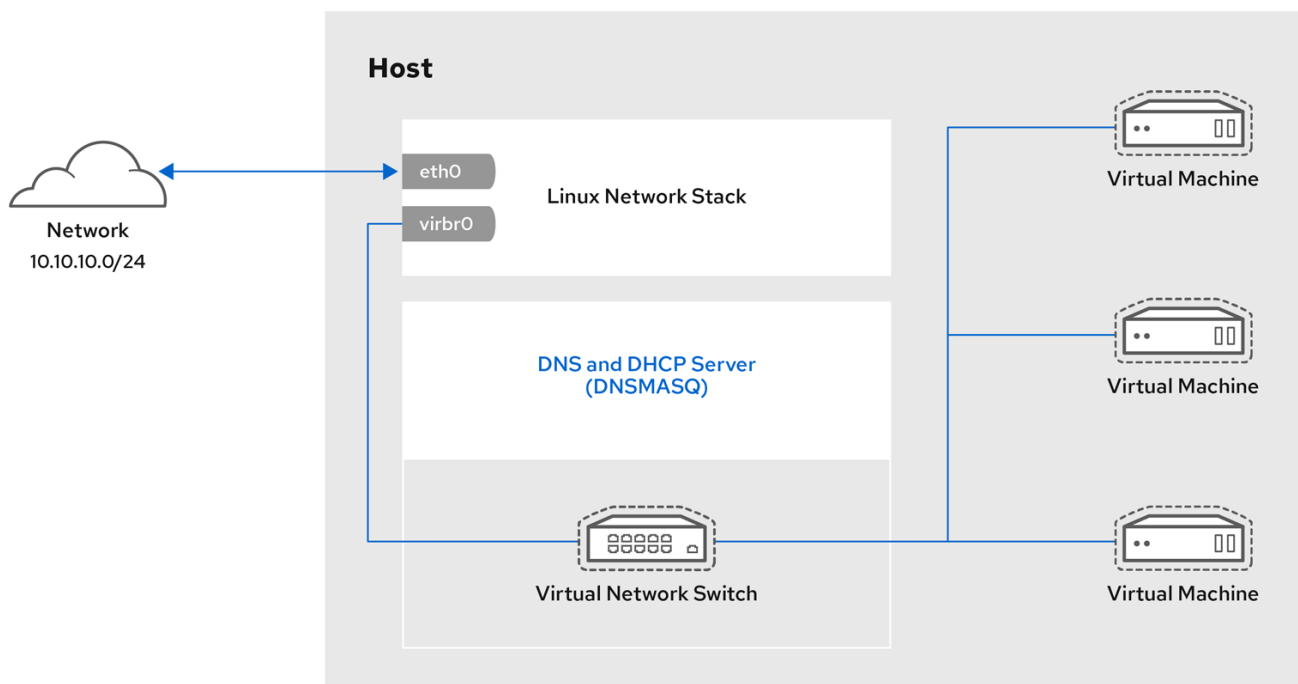 Host
eth0
virbr0
Linux Network Stack
Network
10.10.10.0/24
DNS and DHCP Server
(DNSMASQ)
Virtual Network Switch
Virtual Machine
Virtual Machine
Virtual Machine